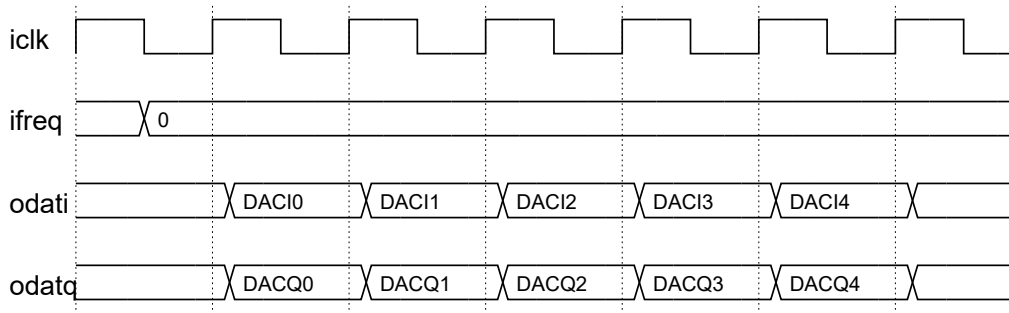 iclk
ifreq 0
odati DACI0 DACI1 DACI2 DACI3 DACI4
odatq DACQ0 DACQ1 DACQ2 DACQ3 DACQ4